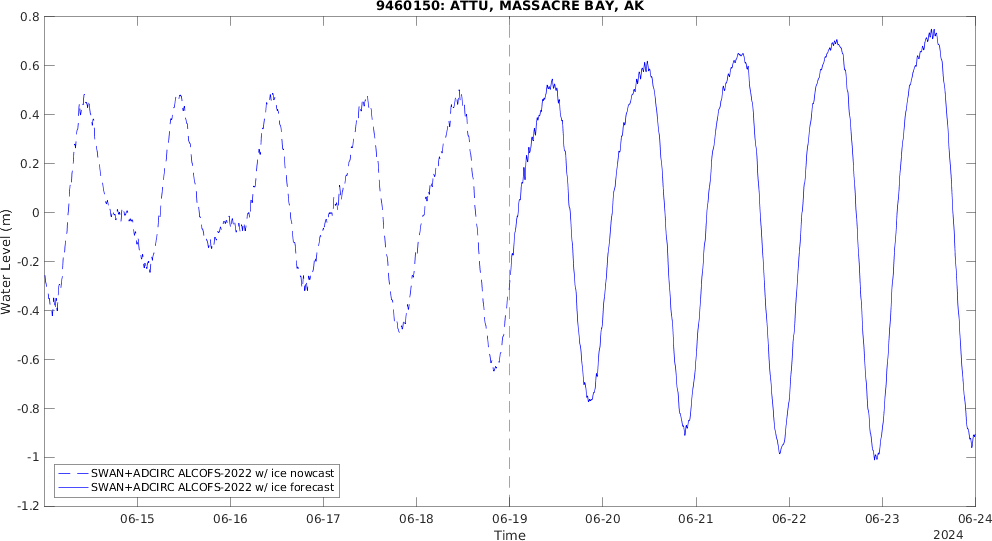 9460150: ATTU, MASSACRE BAY, AK
Water Level (m)
0.8
0.6
0.4
0.2
0
-0.2
-0.4
-0.6
-0.8
-1
-1.2
SWAN+ADCIRC ALCOFS-2022 w/ ice nowcast
SWAN+ADCIRC ALCOFS-2022 w/ ice forecast
06-15 06-16 06-17 06-18 06-19 06-20 06-21 06-22 06-23 06-24
Time
2024